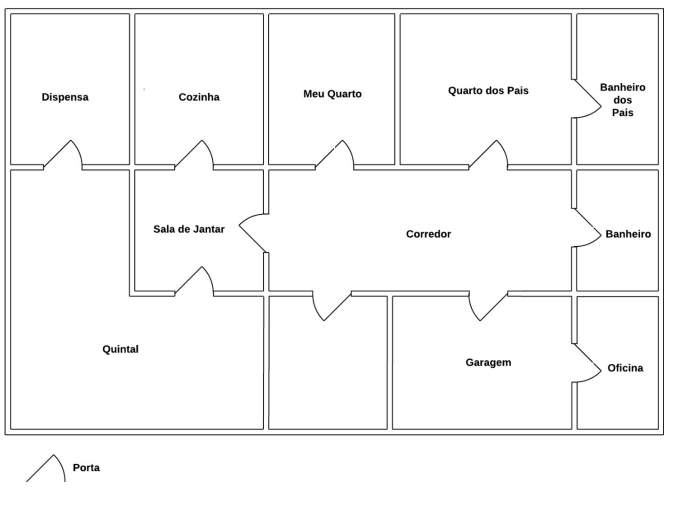 Dispensa
Cozinha
Meu Quarto
Quarto dos Pais
Banheiro
dos
Pais
Sala de Jantar
Corredor
Banheiro
Quintal
Garagem
Oficina
Porta